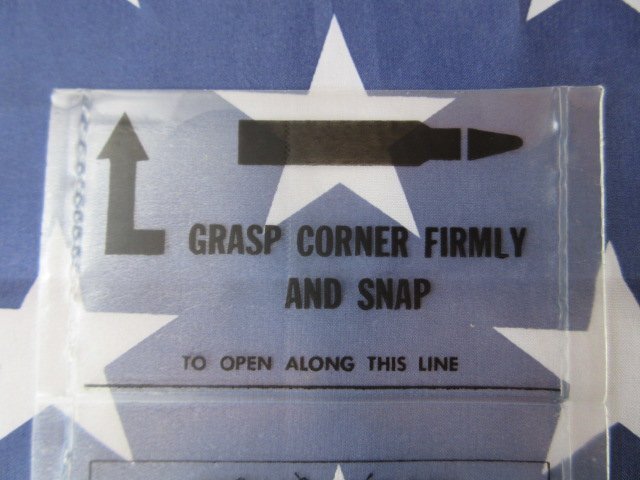 GRASP CORNER FIRMLY
AND SNAP
TO OPEN ALONG THIS LINE